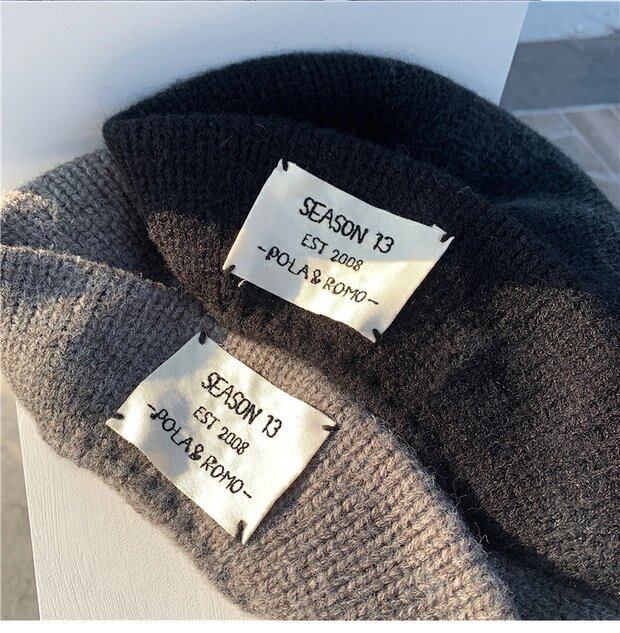 SEASON 13
EST 2008
-POLA & ROMO-
SEASON 13
EST 2008
-POLA & ROMO-